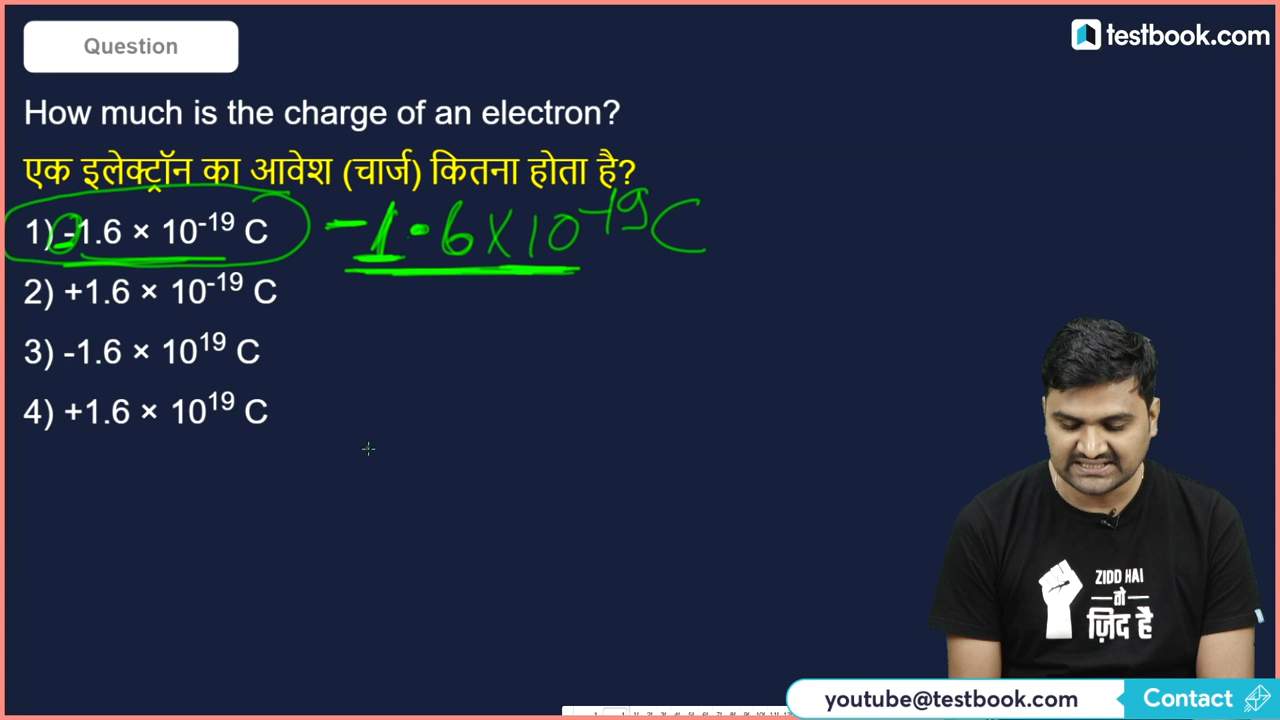 Question
testbook.com
How much is the charge of an electron?
एक इलेक्ट्रॉन का आवेश (चार्ज) कितना होता है?
1) -1.6 × 10⁻¹⁹ C -1.6×10⁻¹⁹C
2) +1.6 × 10⁻¹⁹ C
3) -1.6 × 10¹⁹ C
4) +1.6 × 10¹⁹ C
ZIDD HAI
तो
ज़िद है
youtube@testbook.com Contact